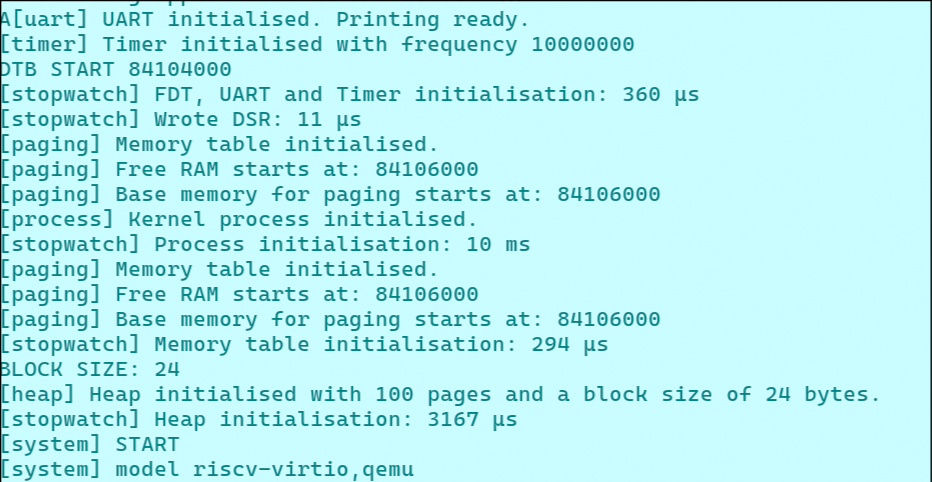 A[uart] UART initialised. Printing ready.
[timer] Timer initialised with frequency 10000000
DTB START 84104000
[stopwatch] FDT, UART and Timer initialisation: 360 µs
[stopwatch] Wrote DSR: 11 µs
[paging] Memory table initialised.
[paging] Free RAM starts at: 84106000
[paging] Base memory for paging starts at: 84106000
[process] Kernel process initialised.
[stopwatch] Process initialisation: 10 ms
[paging] Memory table initialised.
[paging] Free RAM starts at: 84106000
[paging] Base memory for paging starts at: 84106000
[stopwatch] Memory table initialisation: 294 µs
BLOCK SIZE: 24
[heap] Heap initialised with 100 pages and a block size of 24 bytes.
[stopwatch] Heap initialisation: 3167 µs
[system] START
[system] model riscv-virtio,qemu